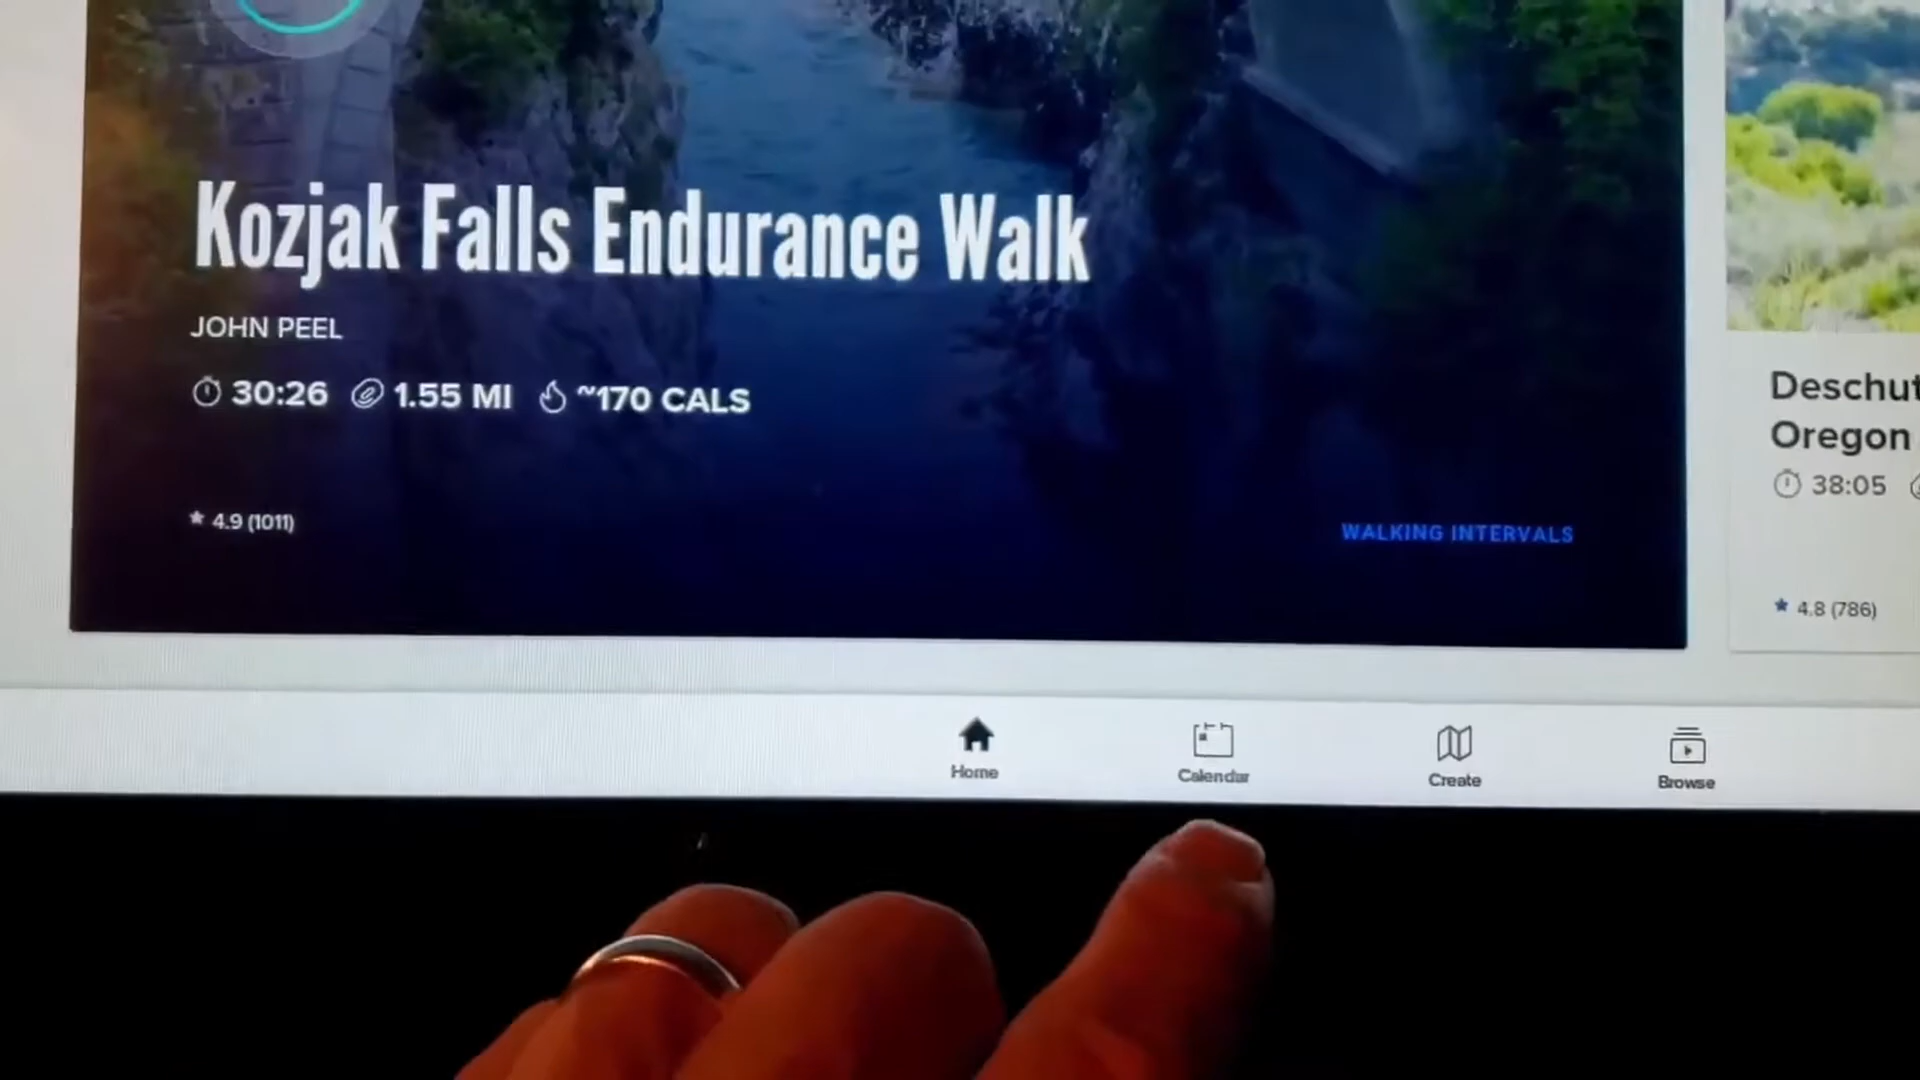 Kozjak Falls Endurance Walk
JOHN PEEL
30:26 1.55 MI ~170 CALS
★ 4.9 (1011)
WALKING INTERVALS
Oregon
38:05
★ 4.8 (786)
Home Calendar Create Browse